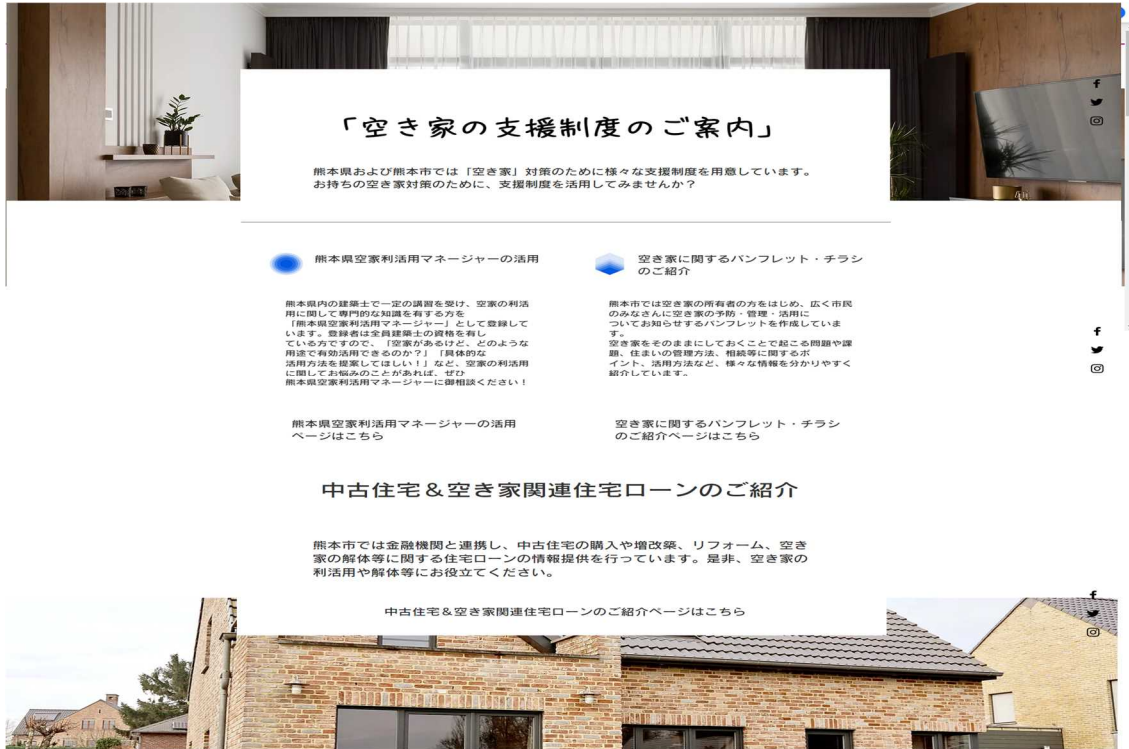 「空き家の支援制度のご案内」
熊本県および熊本市では「空き家」対策のために様々な支援制度を用意しています。
お持ちの空き家対策のために、支援制度を活用してみませんか？
熊本県空家利活用マネージャーの活用
熊本県内の建築士で一定の講習を受け、空家の利活
用に関して専門的な知識を有する方を
「熊本県空家利活用マネージャー」として登録して
います。登録者は全員建築士の資格を有し
ている方ですので、「空家があるけど、どのような
用途で有効活用できるのか？」「具体的な
活用方法を提案してほしい！」など、空家の利活用
に関してお悩みのことがあれば、ぜひ
熊本県空家利活用マネージャーに御相談ください！
熊本県空家利活用マネージャーの活用
ページはこちら
空き家に関するパンフレット・チラシ
のご紹介
熊本市では空き家の所有者の方をはじめ、広く市民
のみなさんに空き家の予防・管理・活用に
ついてお知らせするパンフレットを作成していま
す。
空き家をそのままにしておくことで起こる問題や課
題、住まいの管理方法、相続等に関するポ
イント、活用方法など、様々な情報を分かりやすく
紹介しています。
空き家に関するパンフレット・チラシ
のご紹介ページはこちら
中古住宅＆空き家関連住宅ローンのご紹介
熊本市では金融機関と連携し、中古住宅の購入や増改築、リフォーム、空き
家の解体等に関する住宅ローンの情報提供を行っています。是非、空き家の
利活用や解体等にお役立てください。
中古住宅＆空き家関連住宅ローンのご紹介ページはこちら